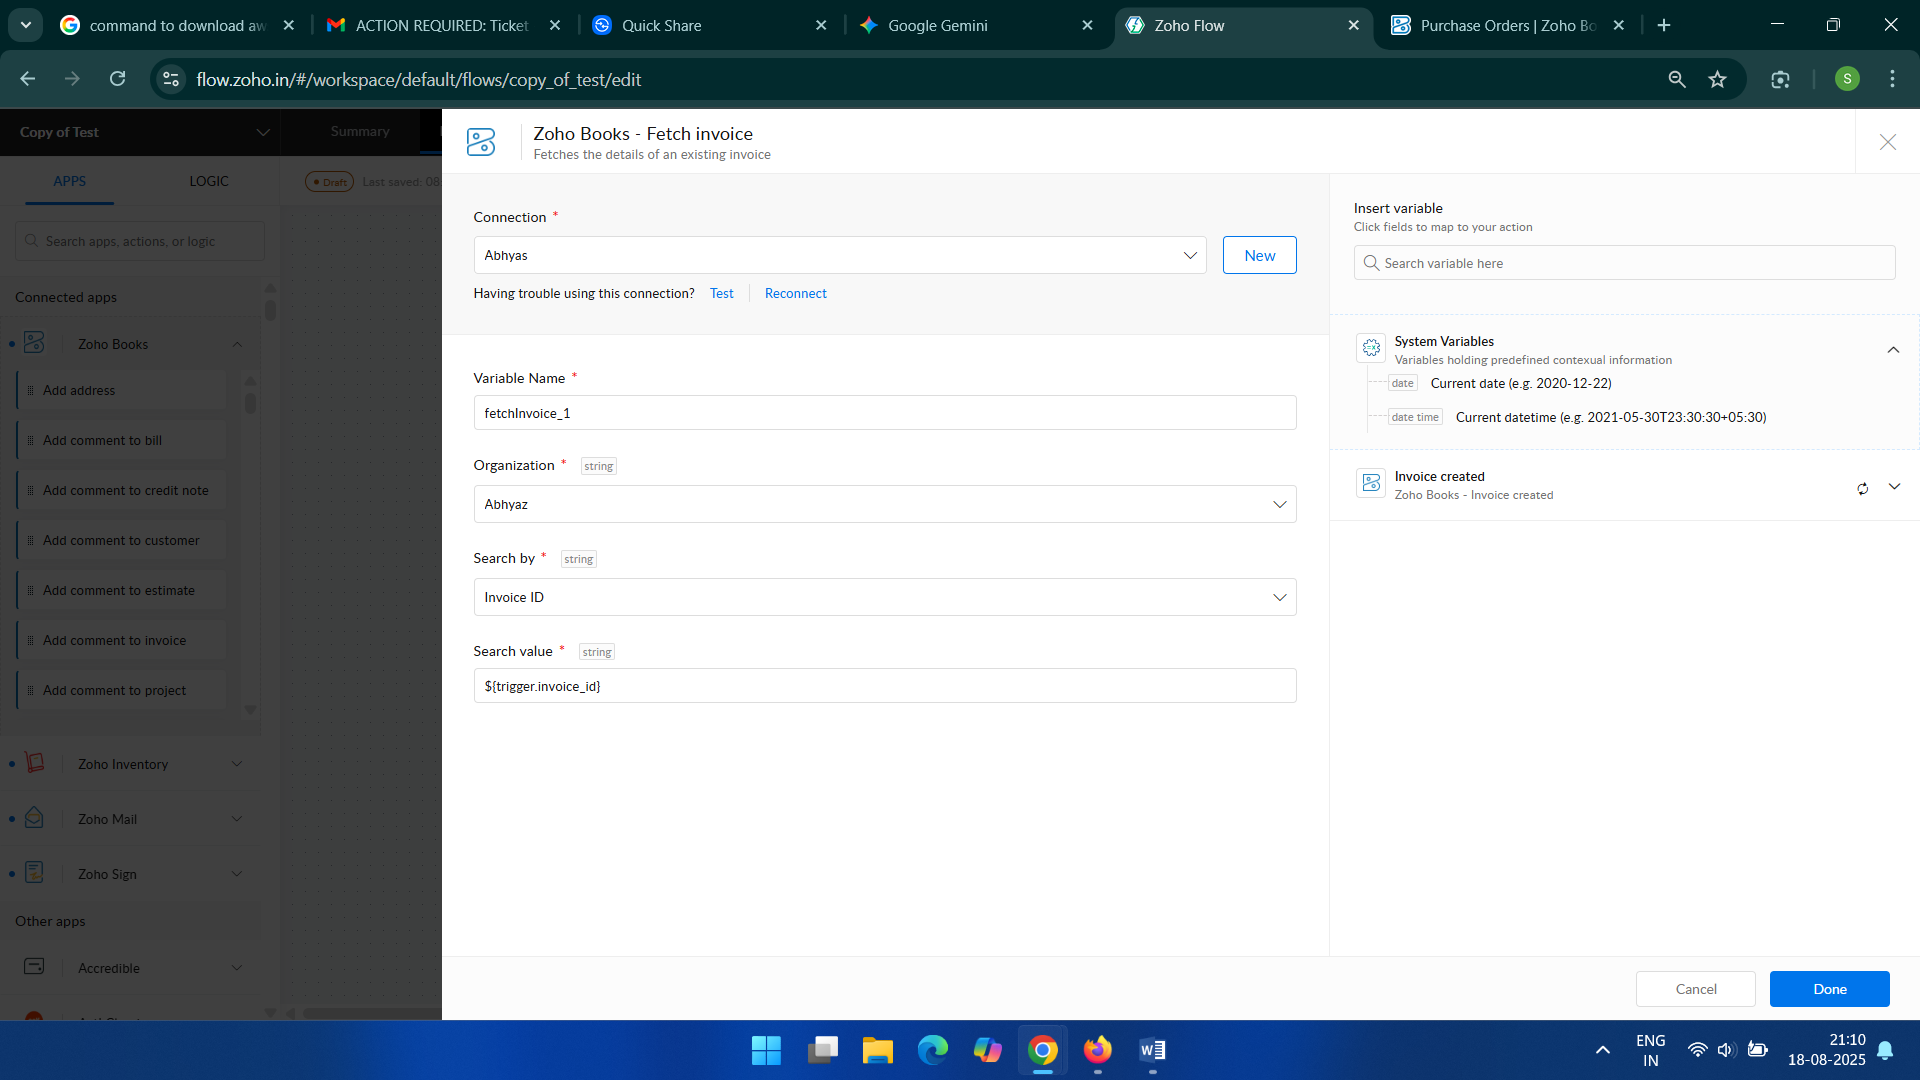 command to download aw
ACTION REQUIRED: Ticket
Quick Share
Google Gemini
Zoho Flow
Purchase Orders | Zoho Bo
flow.zoho.in/#/workspace/default/flows/copy_of_test/edit
S
Copy of Test
Summary
Zoho Books - Fetch invoice
Fetches the details of an existing invoice
APPS
LOGIC
Draft
Last saved: 08
Search apps, actions, or logic
Connected apps
Zoho Books
Add address
Add comment to bill
Add comment to credit note
Add comment to customer
Add comment to estimate
Add comment to invoice
Add comment to project
Zoho Inventory
Zoho Mail
Zoho Sign
Other apps
Accredible
Connection *
Abhyas
New
Having trouble using this connection? Test Reconnect
Variable Name *
fetchInvoice_1
Organization * string
Abhyaz
Search by * string
Invoice ID
Search value * string
${trigger.invoice_id}
Insert variable
Click fields to map to your action
Search variable here
System Variables
Variables holding predefined contexual information
date Current date (e.g. 2020-12-22)
date time Current datetime (e.g. 2021-05-30T23:30:30+05:30)
Invoice created
Zoho Books - Invoice created
Cancel
Done
ENG
IN
21:10
18-08-2025